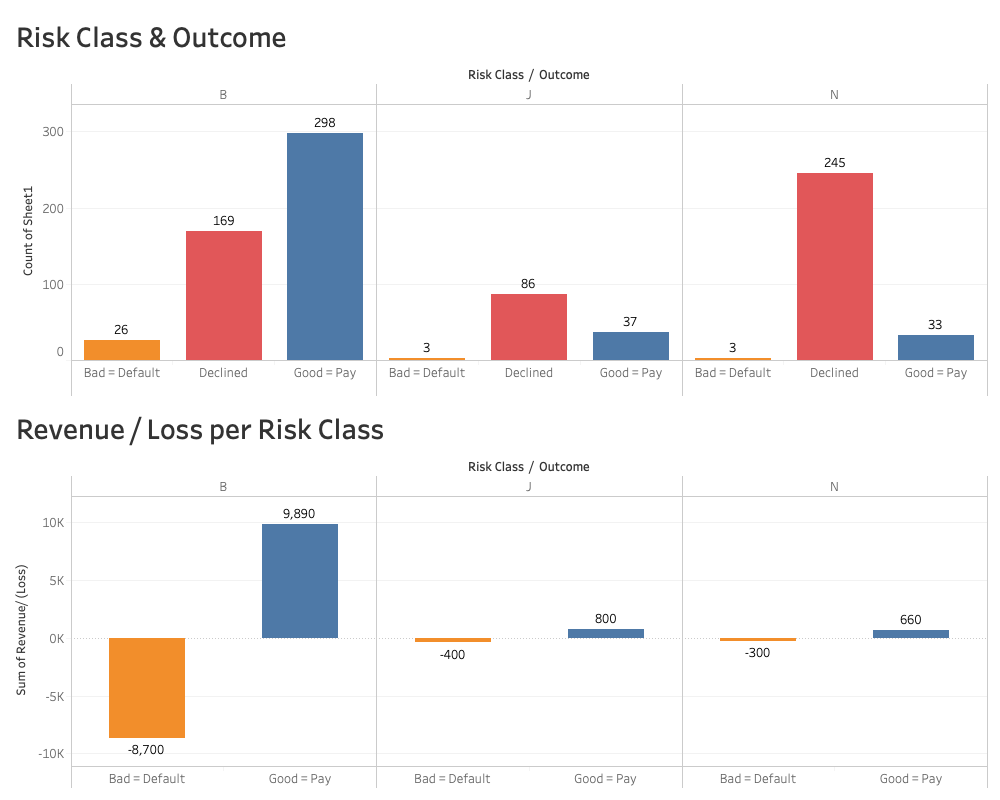 Risk Class & Outcome
Risk Class / Outcome
B J N
300
200
100
0
Count of Sheet1
298
245
169
86
26
37
33
3
3
Bad = Default Declined Good = Pay Bad = Default Declined Good = Pay Bad = Default Declined Good = Pay
Revenue / Loss per Risk Class
Risk Class / Outcome
B J N
10K
5K
0K
-5K
-10K
Sum of Revenue/ (Loss)
9,890
800
660
-400
-300
-8,700
Bad = Default Good = Pay Bad = Default Good = Pay Bad = Default Good = Pay